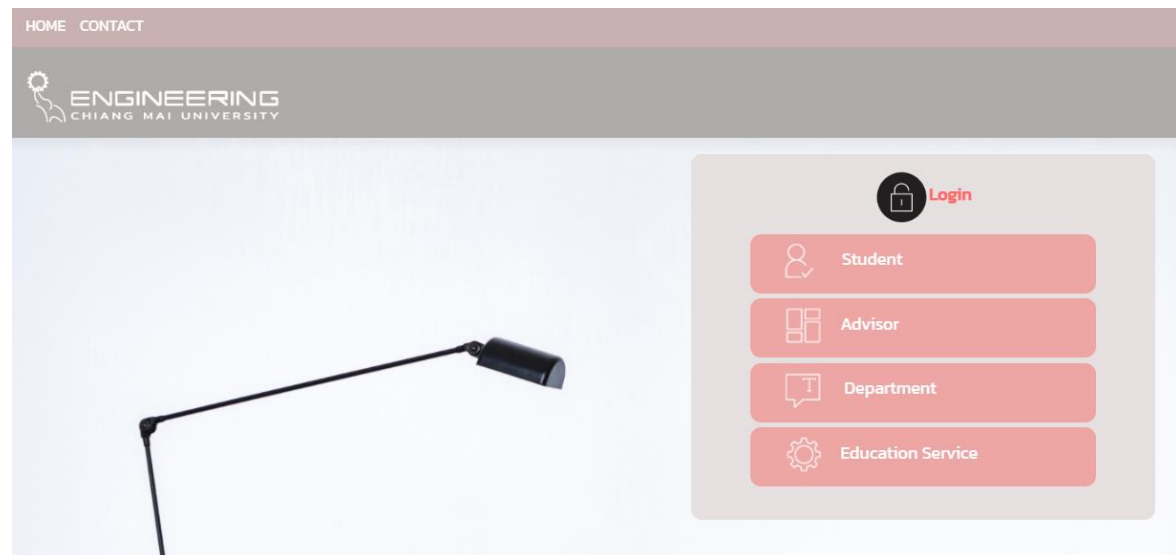 HOME CONTACT
ENGINEERING
CHIANG MAI UNIVERSITY
Login
Student
Advisor
T
Department
Education Service